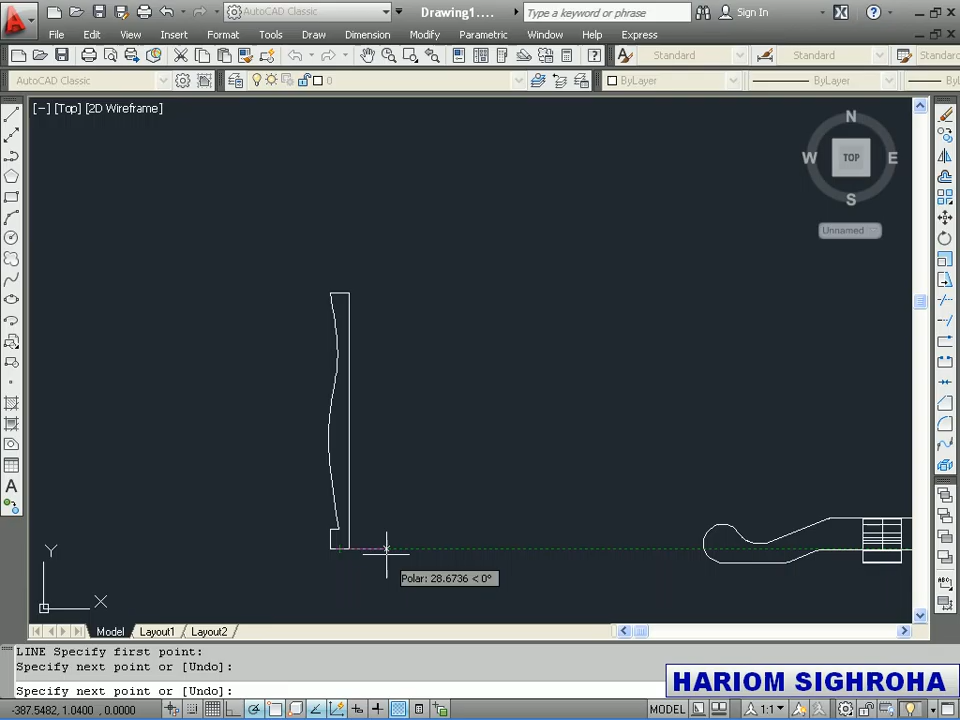 AutoCAD Classic
Drawing1....
Type a keyword or phrase
Sign In
File Edit View Insert Format Tools Draw Dimension Modify Parametric Window Help Express
Standard Standard Standard
AutoCAD Classic
0
ByLayer ByLayer
[−] [Top] [2D Wireframe]
N
W TOP E
S
Unnamed
Polar: 28.6736 < 0°
Y
X
Model Layout1 Layout2
LINE Specify first point:
Specify next point or [Undo]:
Specify next point or [Undo]:
HARIOM SIGHROHA
-387.5482, 1.0400 , 0.0000
MODEL
1:1